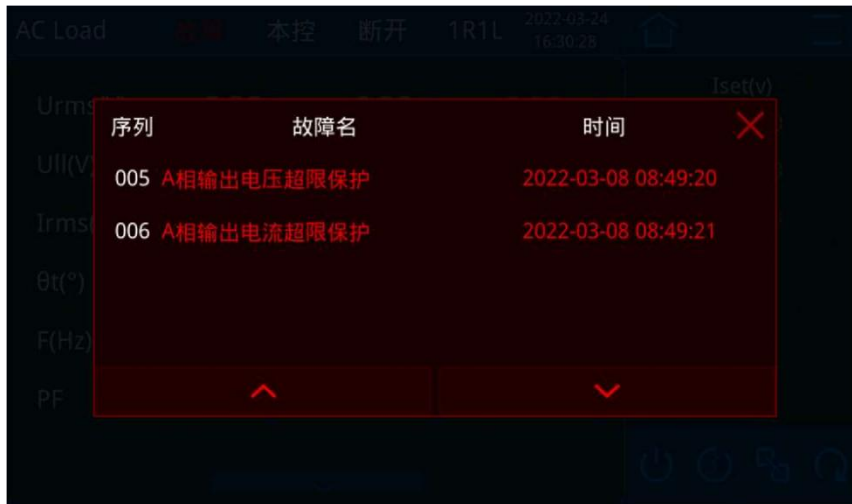 AC Load 故障 本控 断开 1R1L 2022-03-24
16:30:28
Iset(v)
Urms
序列 故障名 时间
Ull(V)
005 A相输出电压超限保护 2022-03-08 08:49:20
Irms(
006 A相输出电流超限保护 2022-03-08 08:49:21
θt(°)
F(Hz)
PF